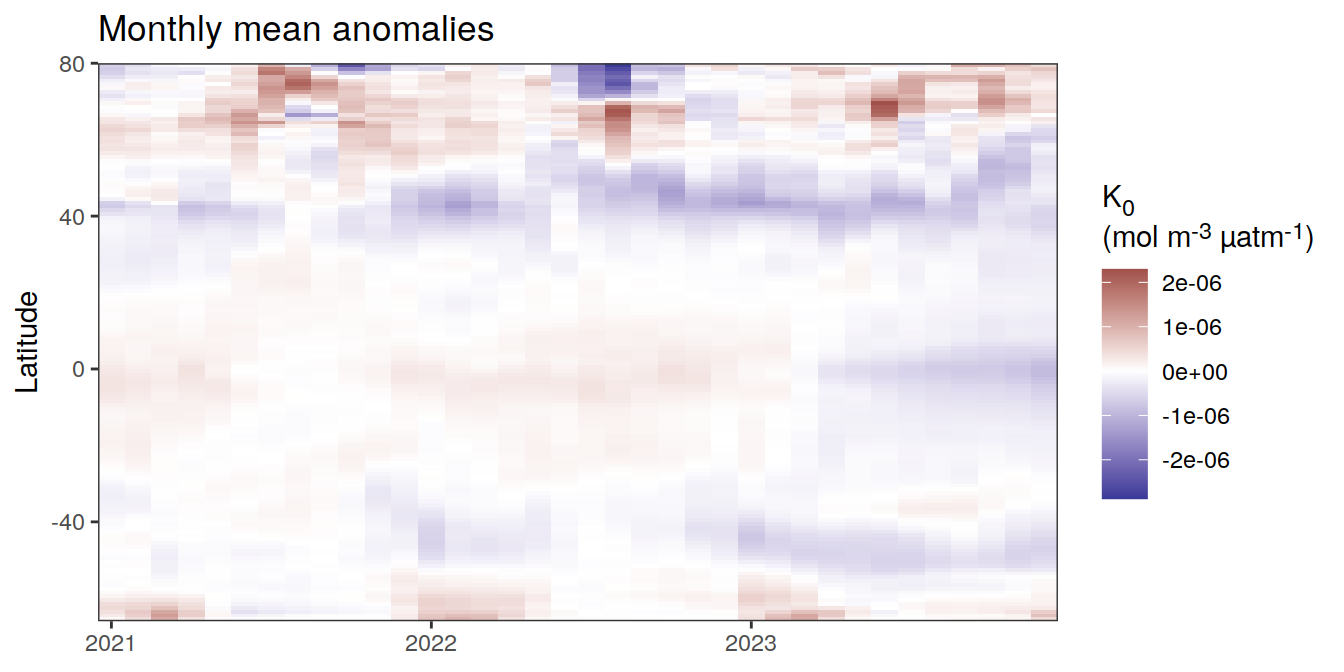 Monthly mean anomalies
Latitude
80
40
0
-40
2021
2022
2023
K₀
(mol m⁻³ µatm⁻¹)
2e-06
1e-06
0e+00
-1e-06
-2e-06